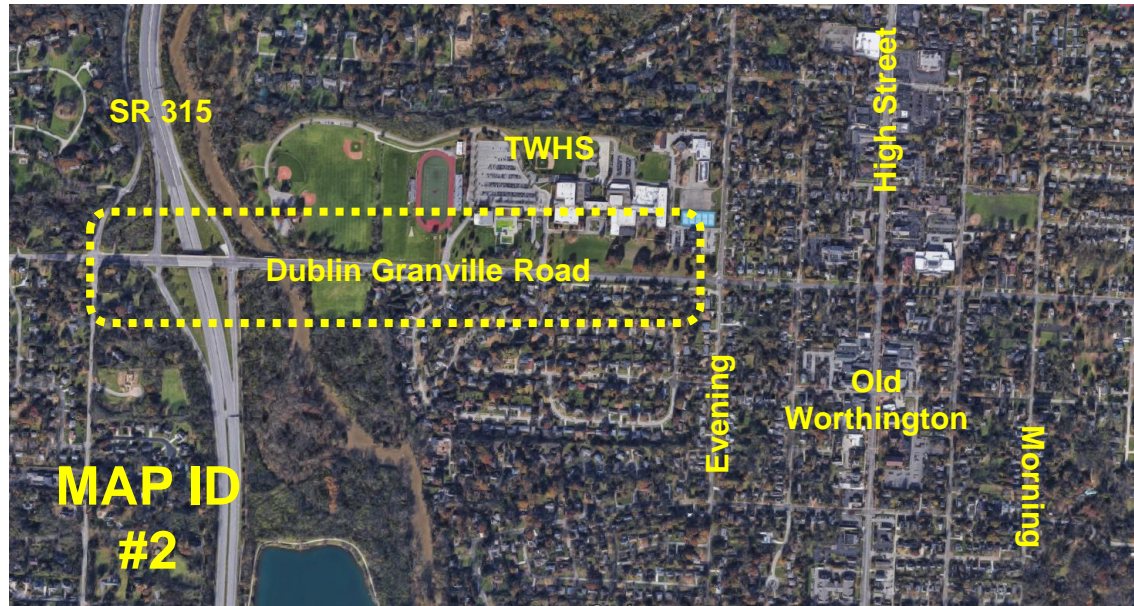 SR 315
TWHS
High Street
Dublin Granville Road
Evening
Old
Worthington
Morning
MAP ID
#2